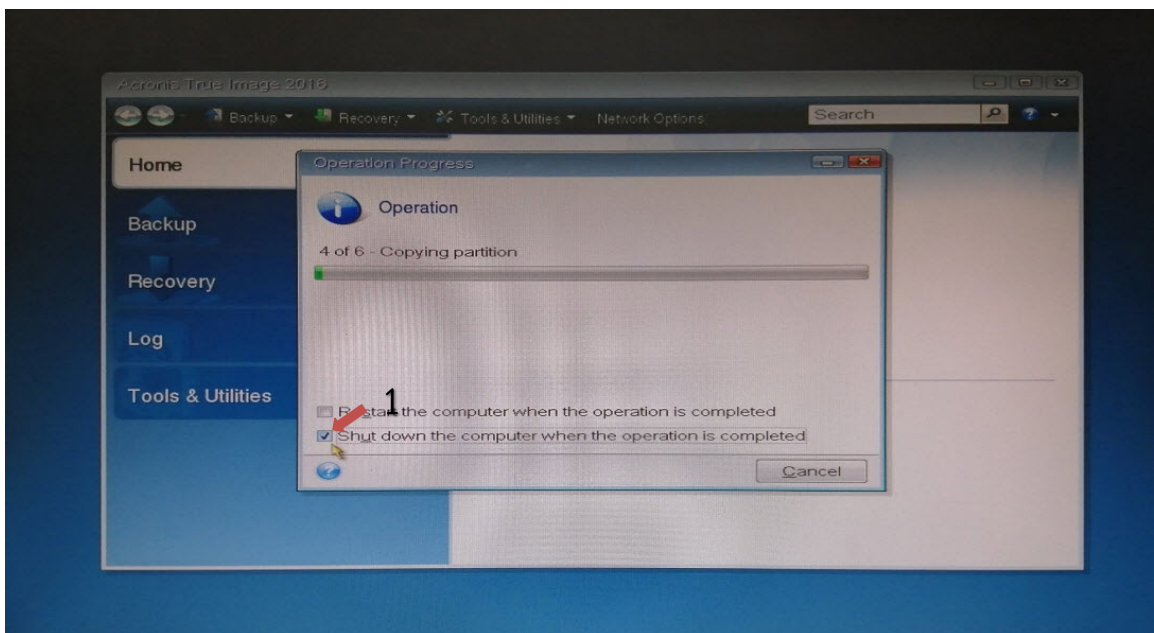 Acronis True Image 2018
Backup Recovery Tools & Utilities Network Options Search
Home
Backup
Recovery
Log
Tools & Utilities
Operation Progress
Operation
4 of 6 - Copying partition
1
Restart the computer when the operation is completed
Shut down the computer when the operation is completed
Cancel